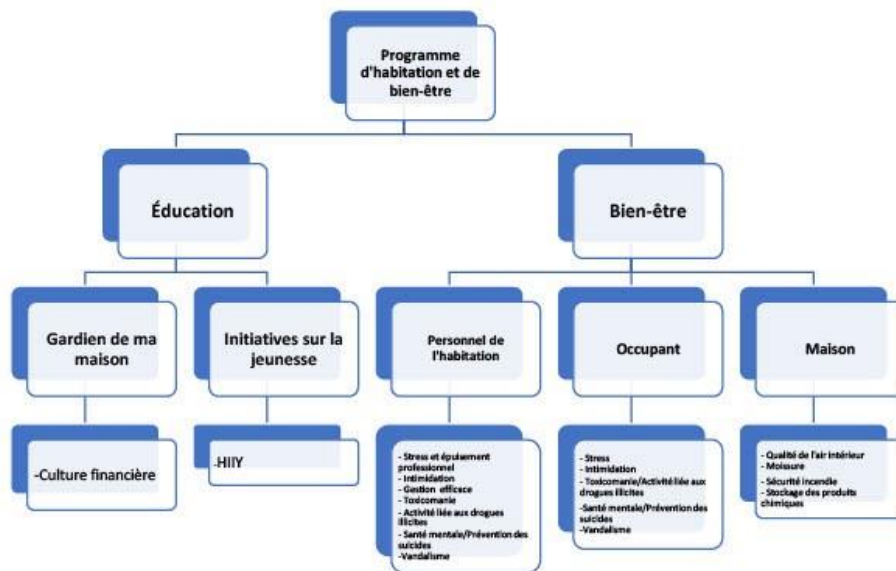 Programme
d'habitation et de
bien-être
Éducation
Bien-être
Gardien de ma
maison
Initiatives sur la
jeunesse
Personnel de
l'habitation
Occupant
Maison
-Culture financière
-HIIY
- Stress et épuisement
professionnel
- Intimidation
- Gestion efficace
- Toxicomanie
- Activité liée aux drogues
illicites
- Santé mentale/Prévention des
suicides
-Vandalisme
- Stress
- Intimidation
- Toxicomanie/Activité liée aux
drogues illicites
-Santé mentale/Prévention des
suicides
-Vandalisme
- Qualité de l'air intérieur
- Moissure
- Sécurité incendie
- Stockage des produits
chimiques